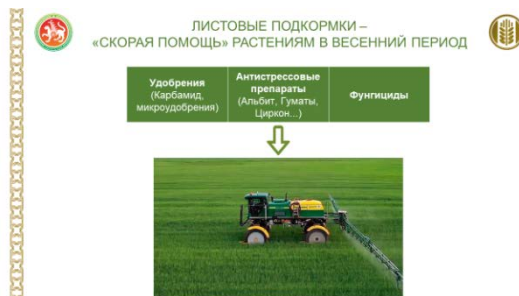 ЛИСТОВЫЕ ПОДКОРМКИ –
«СКОРАЯ ПОМОЩЬ» РАСТЕНИЯМ В ВЕСЕННИЙ ПЕРИОД
Удобрения
(Карбамид,
микроудобрения)
Антистрессовые
препараты
(Альбит, Гуматы,
Циркон...)
Фунгициды